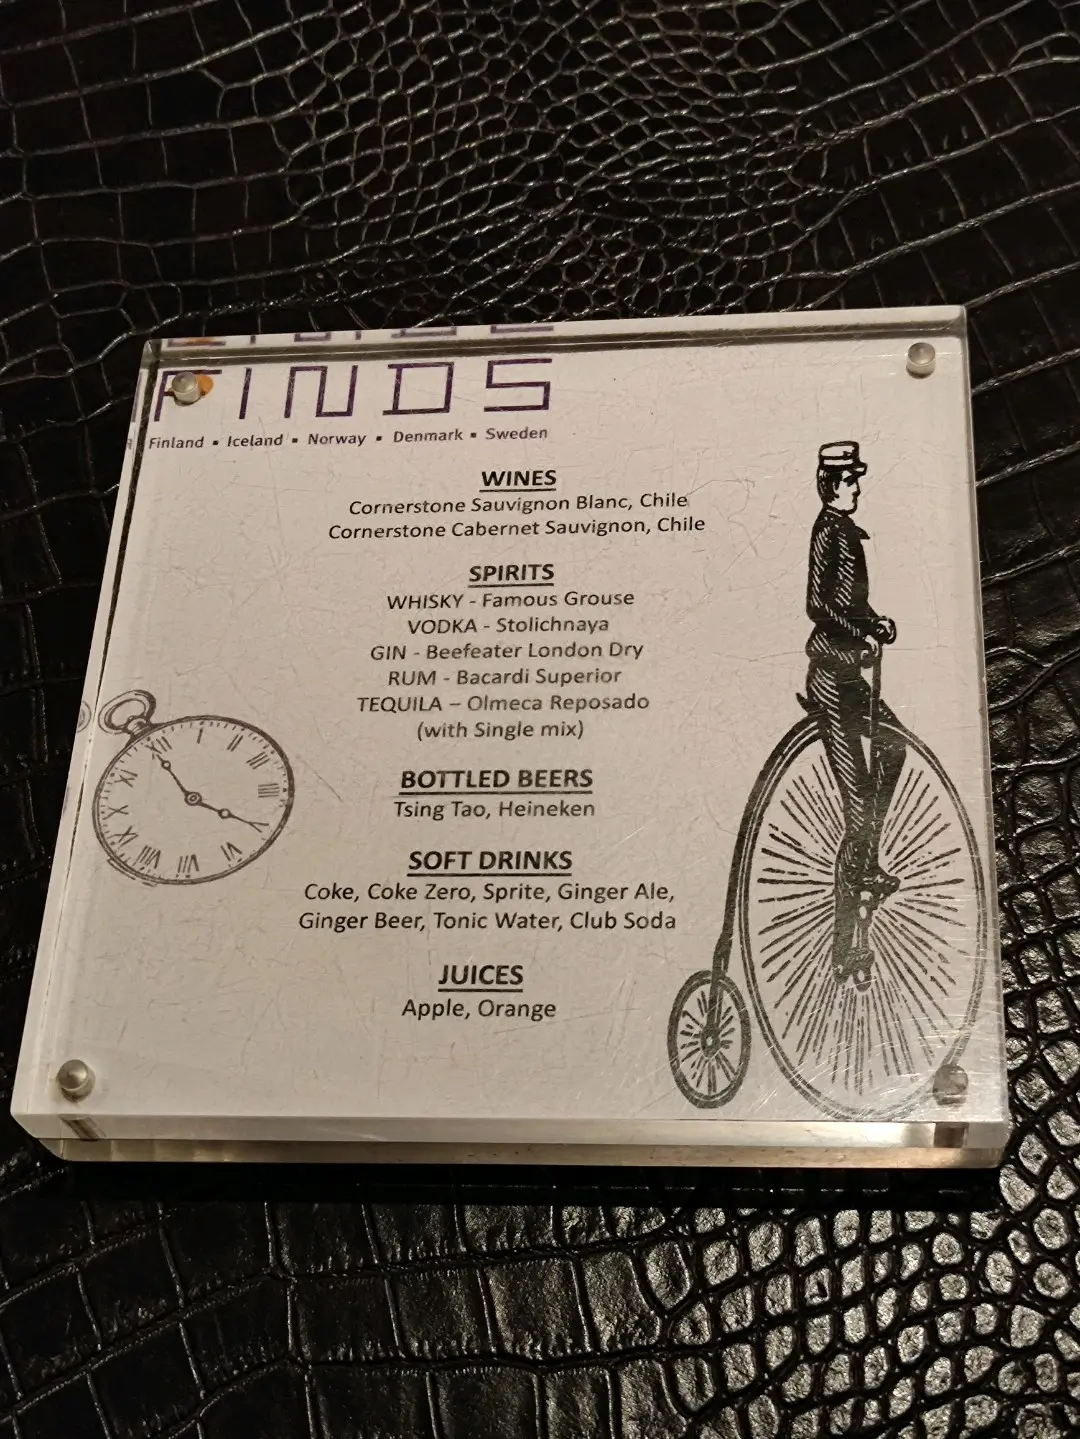 FINDS
Finland ▪ Iceland ▪ Norway ▪ Denmark ▪ Sweden
WINES
Cornerstone Sauvignon Blanc, Chile
Cornerstone Cabernet Sauvignon, Chile
SPIRITS
WHISKY - Famous Grouse
VODKA - Stolichnaya
GIN - Beefeater London Dry
RUM - Bacardi Superior
TEQUILA – Olmeca Reposado
(with Single mix)
BOTTLED BEERS
Tsing Tao, Heineken
SOFT DRINKS
Coke, Coke Zero, Sprite, Ginger Ale,
Ginger Beer, Tonic Water, Club Soda
JUICES
Apple, Orange